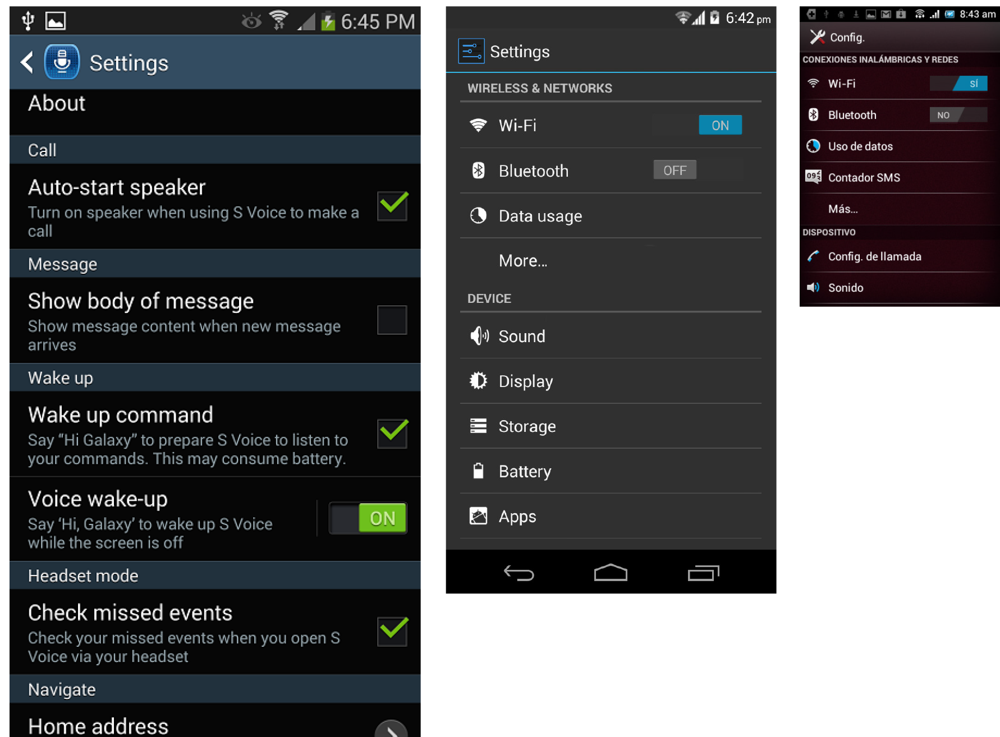 6:45 PM
Settings
About
Call
Auto-start speaker
Turn on speaker when using S Voice to make a
call
Message
Show body of message
Show message content when new message
arrives
Wake up
Wake up command
Say “Hi Galaxy” to prepare S Voice to listen to
your commands. This may consume battery.
Voice wake-up
Say ‘Hi, Galaxy’ to wake up S Voice
while the screen is off
ON
Headset mode
Check missed events
Check your missed events when you open S
Voice via your headset
Navigate
Home address
6:42 pm
Settings
WIRELESS & NETWORKS
Wi-Fi ON
Bluetooth OFF
Data usage
More...
DEVICE
Sound
Display
Storage
Battery
Apps
8:43 am
Config.
CONEXIONES INALÁMBRICAS Y REDES
Wi-Fi SÍ
Bluetooth NO
Uso de datos
Contador SMS
Más...
DISPOSITIVO
Config. de llamada
Sonido